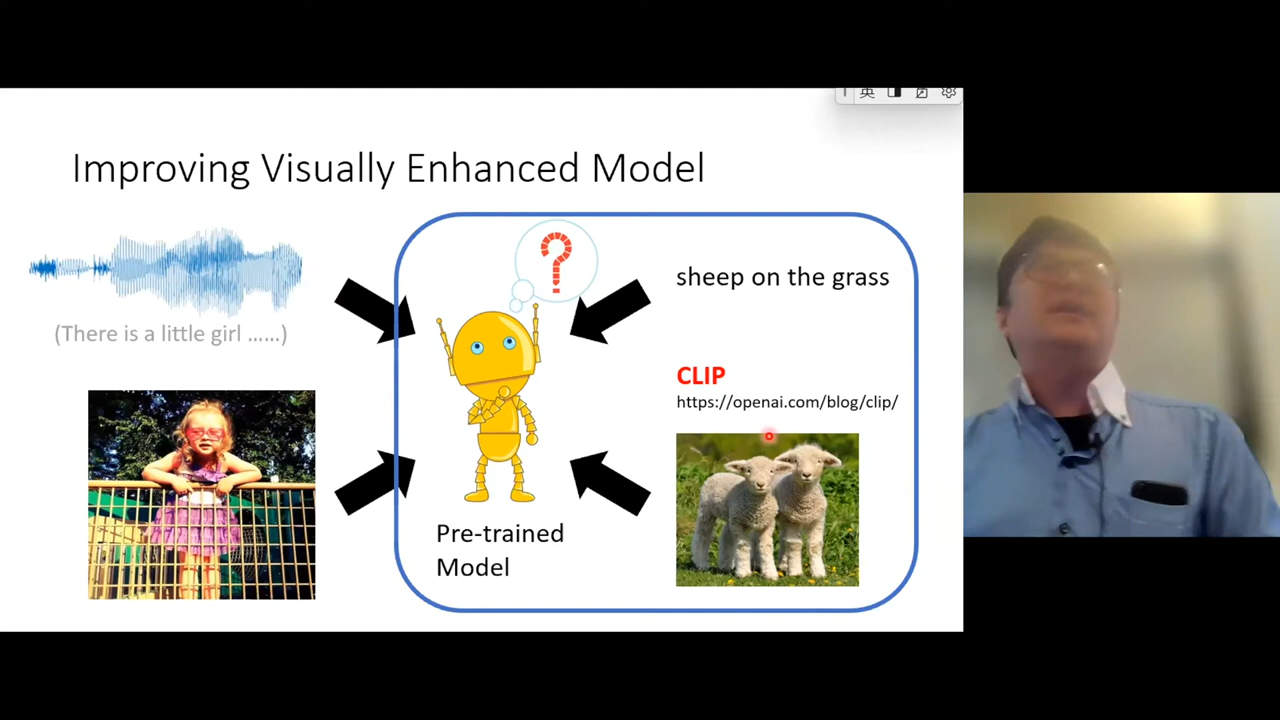 英
Improving Visually Enhanced Model
?
(There is a little girl ......)
sheep on the grass
CLIP
https://openai.com/blog/clip/
Pre-trained
Model